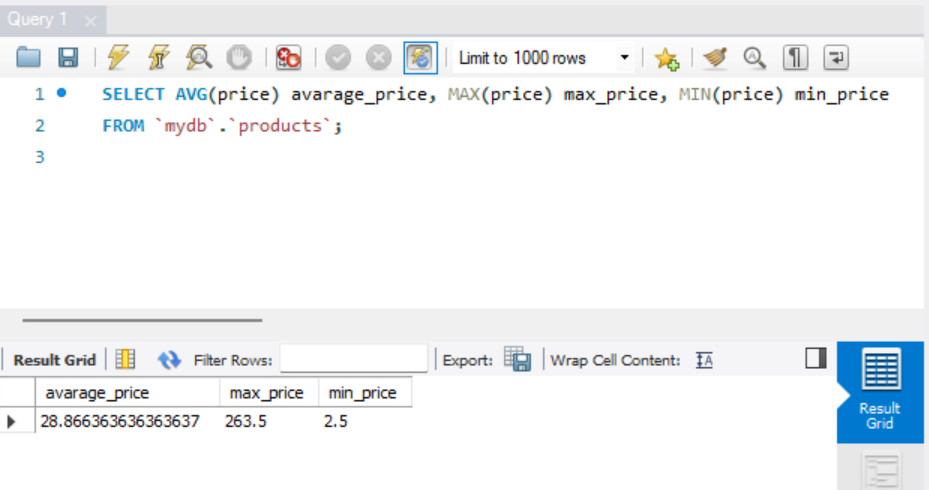 Query 1
Limit to 1000 rows
1 SELECT AVG(price) avarage_price, MAX(price) max_price, MIN(price) min_price
2 FROM `mydb`.`products`;
3
Result Grid Filter Rows: Export: Wrap Cell Content:
avarage_price max_price min_price
28.866363636363637 263.5 2.5
Result
Grid